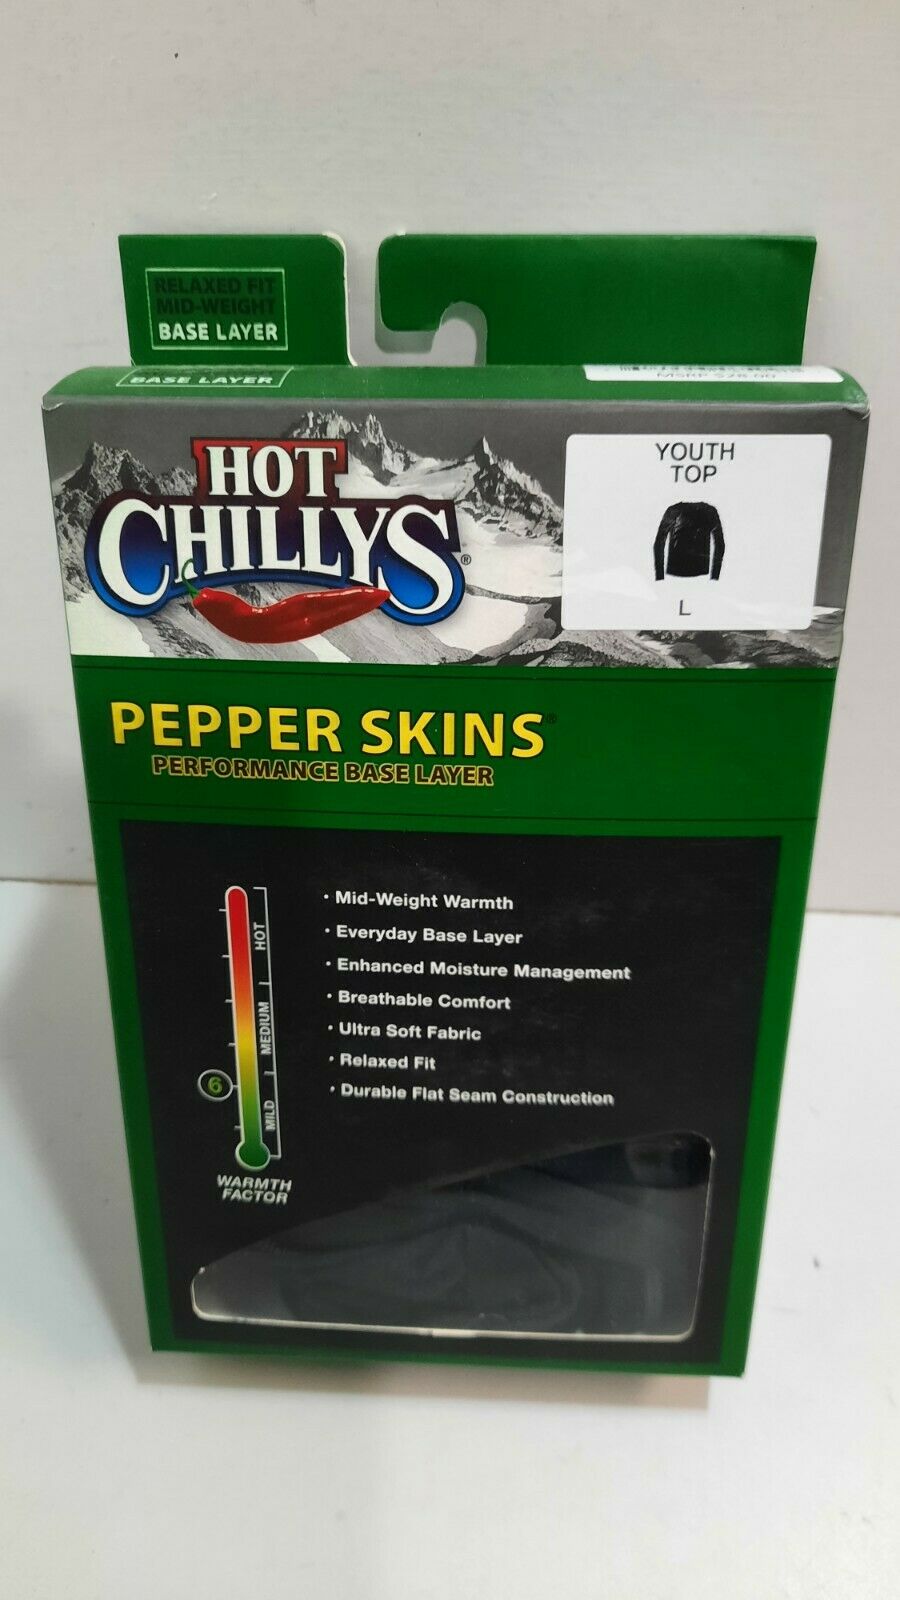 RELAXED FIT
MID-WEIGHT
BASE LAYER
BASE LAYER
HOT
CHILLYS®
YOUTH
TOP
L
PEPPER SKINS®
PERFORMANCE BASE LAYER
HOT
MEDIUM
MILD
6
WARMTH
FACTOR
· Mid-Weight Warmth
· Everyday Base Layer
· Enhanced Moisture Management
· Breathable Comfort
· Ultra Soft Fabric
· Relaxed Fit
· Durable Flat Seam Construction